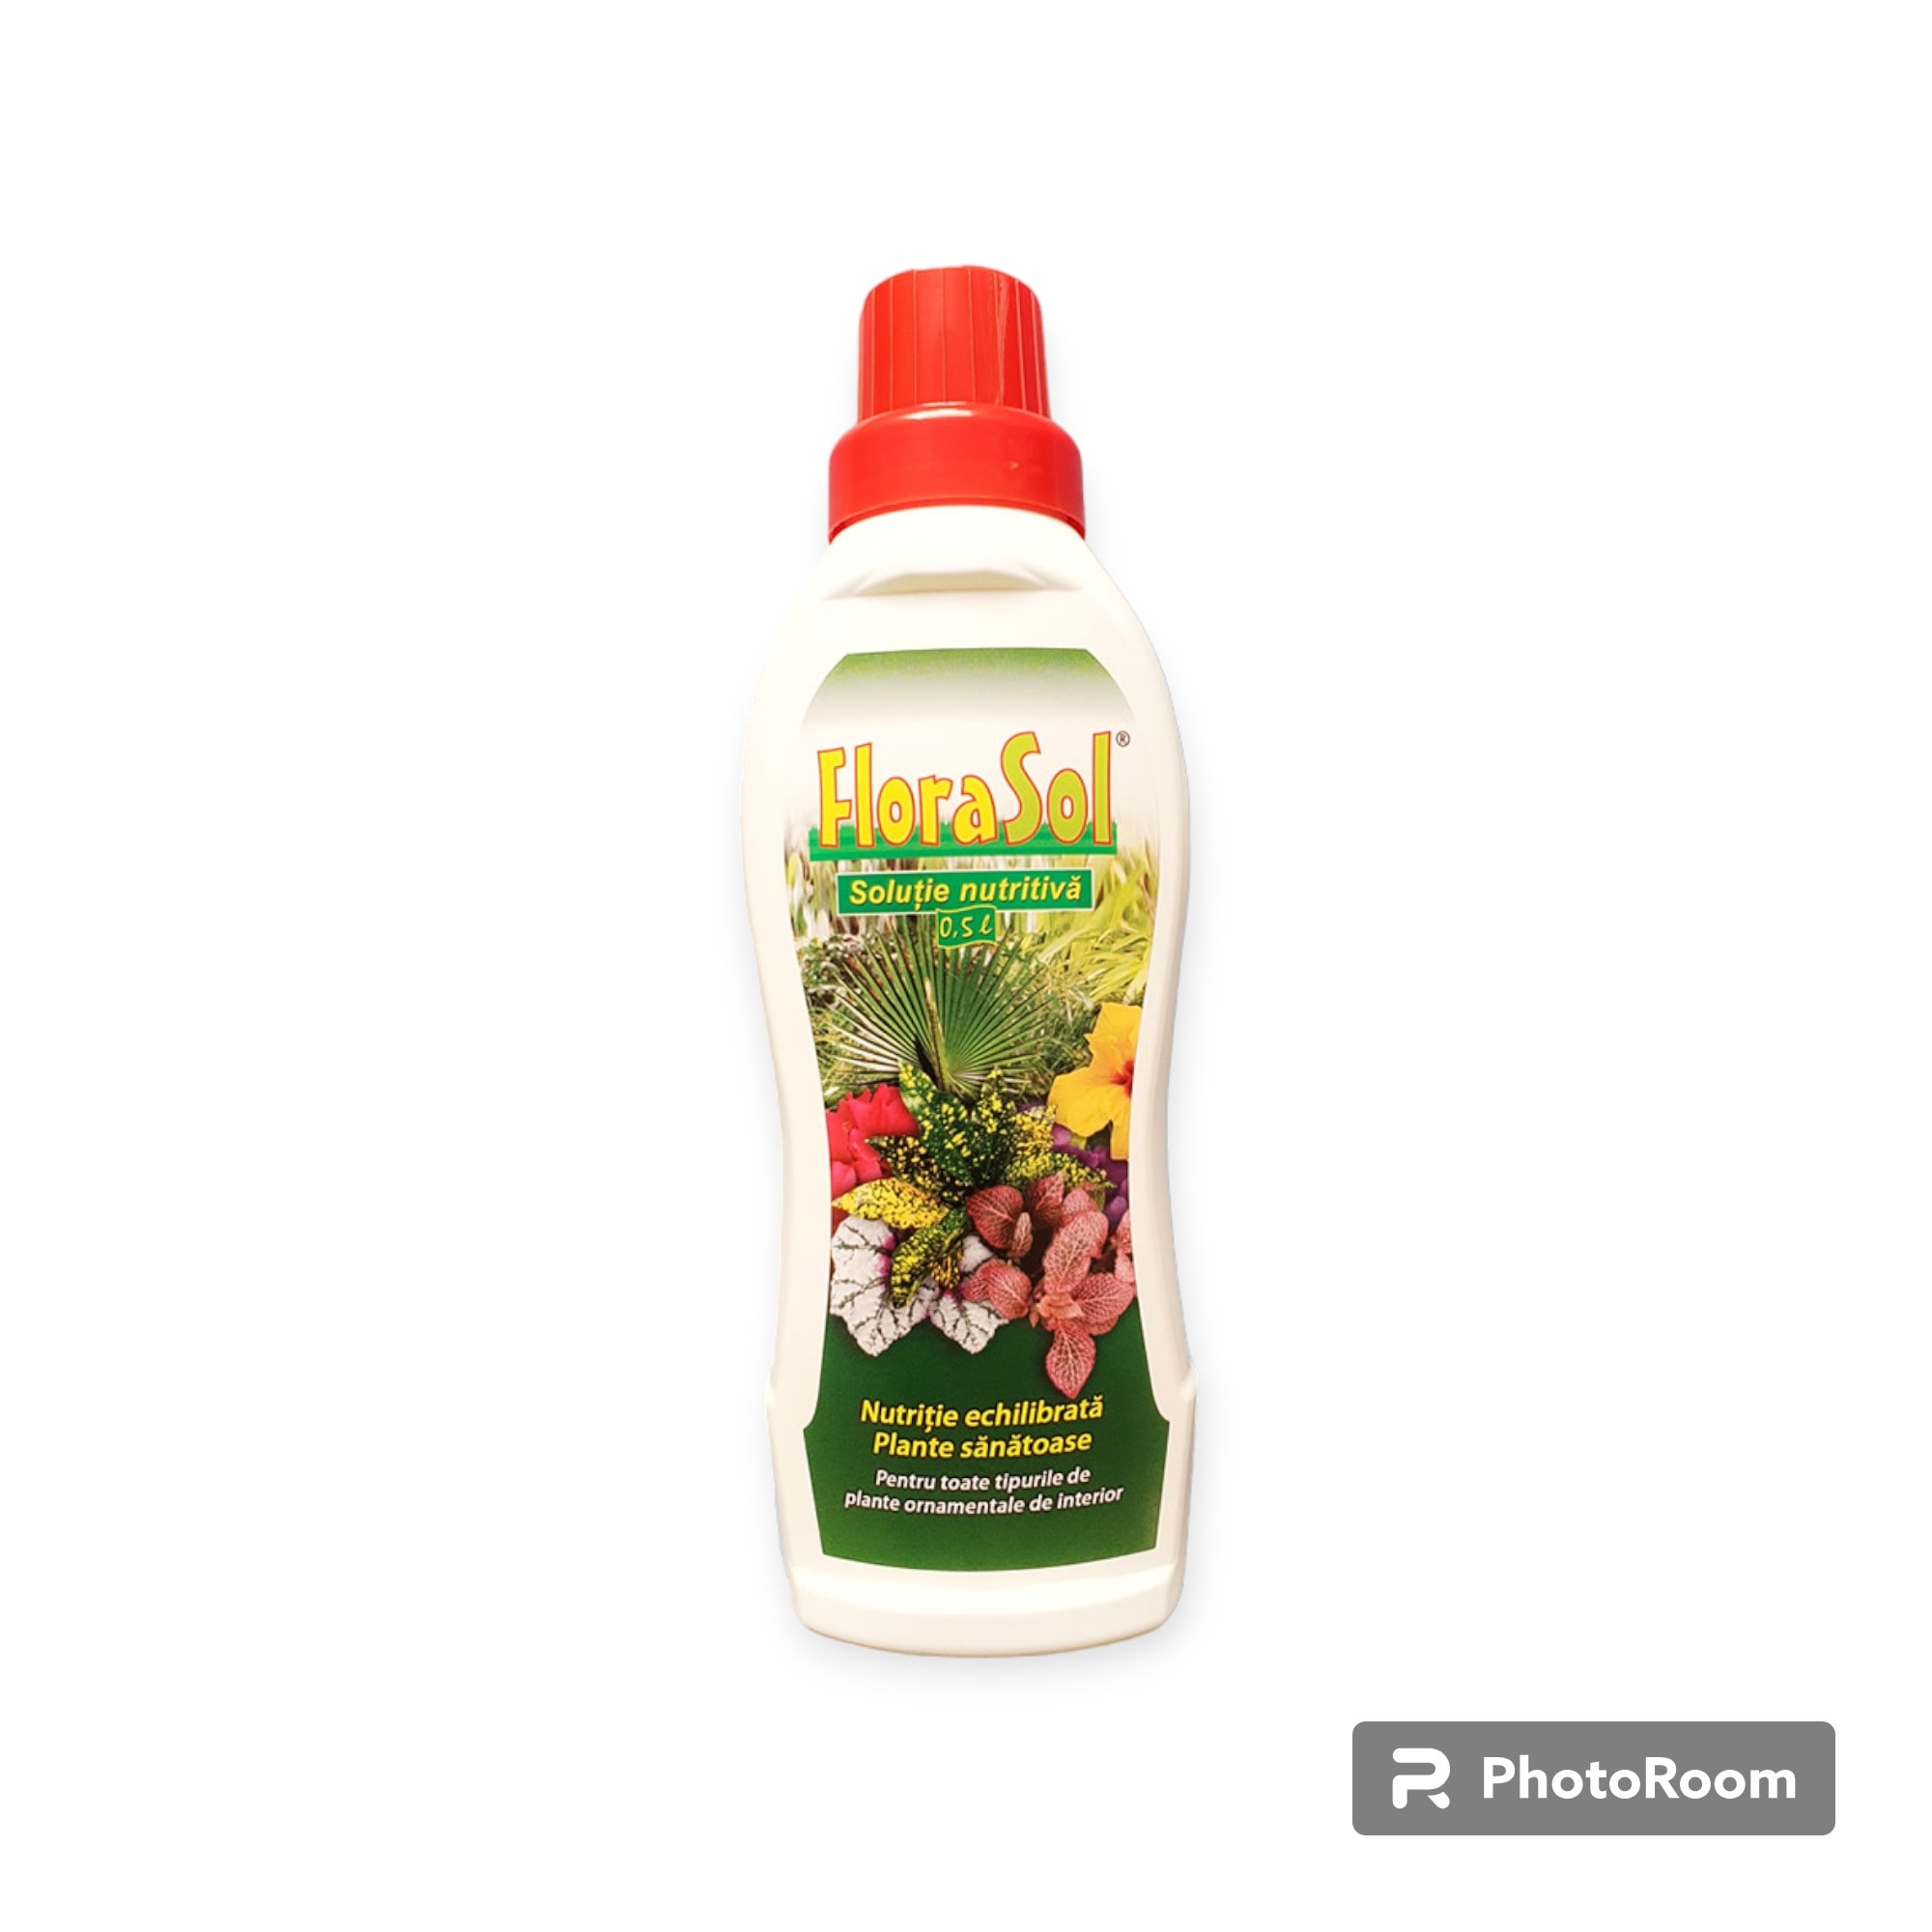 FloraSol®
Soluție nutritivă
0,5 l
Nutriție echilibrată
Plante sănătoase
Pentru toate tipurile de
plante ornamentale de interior
PhotoRoom